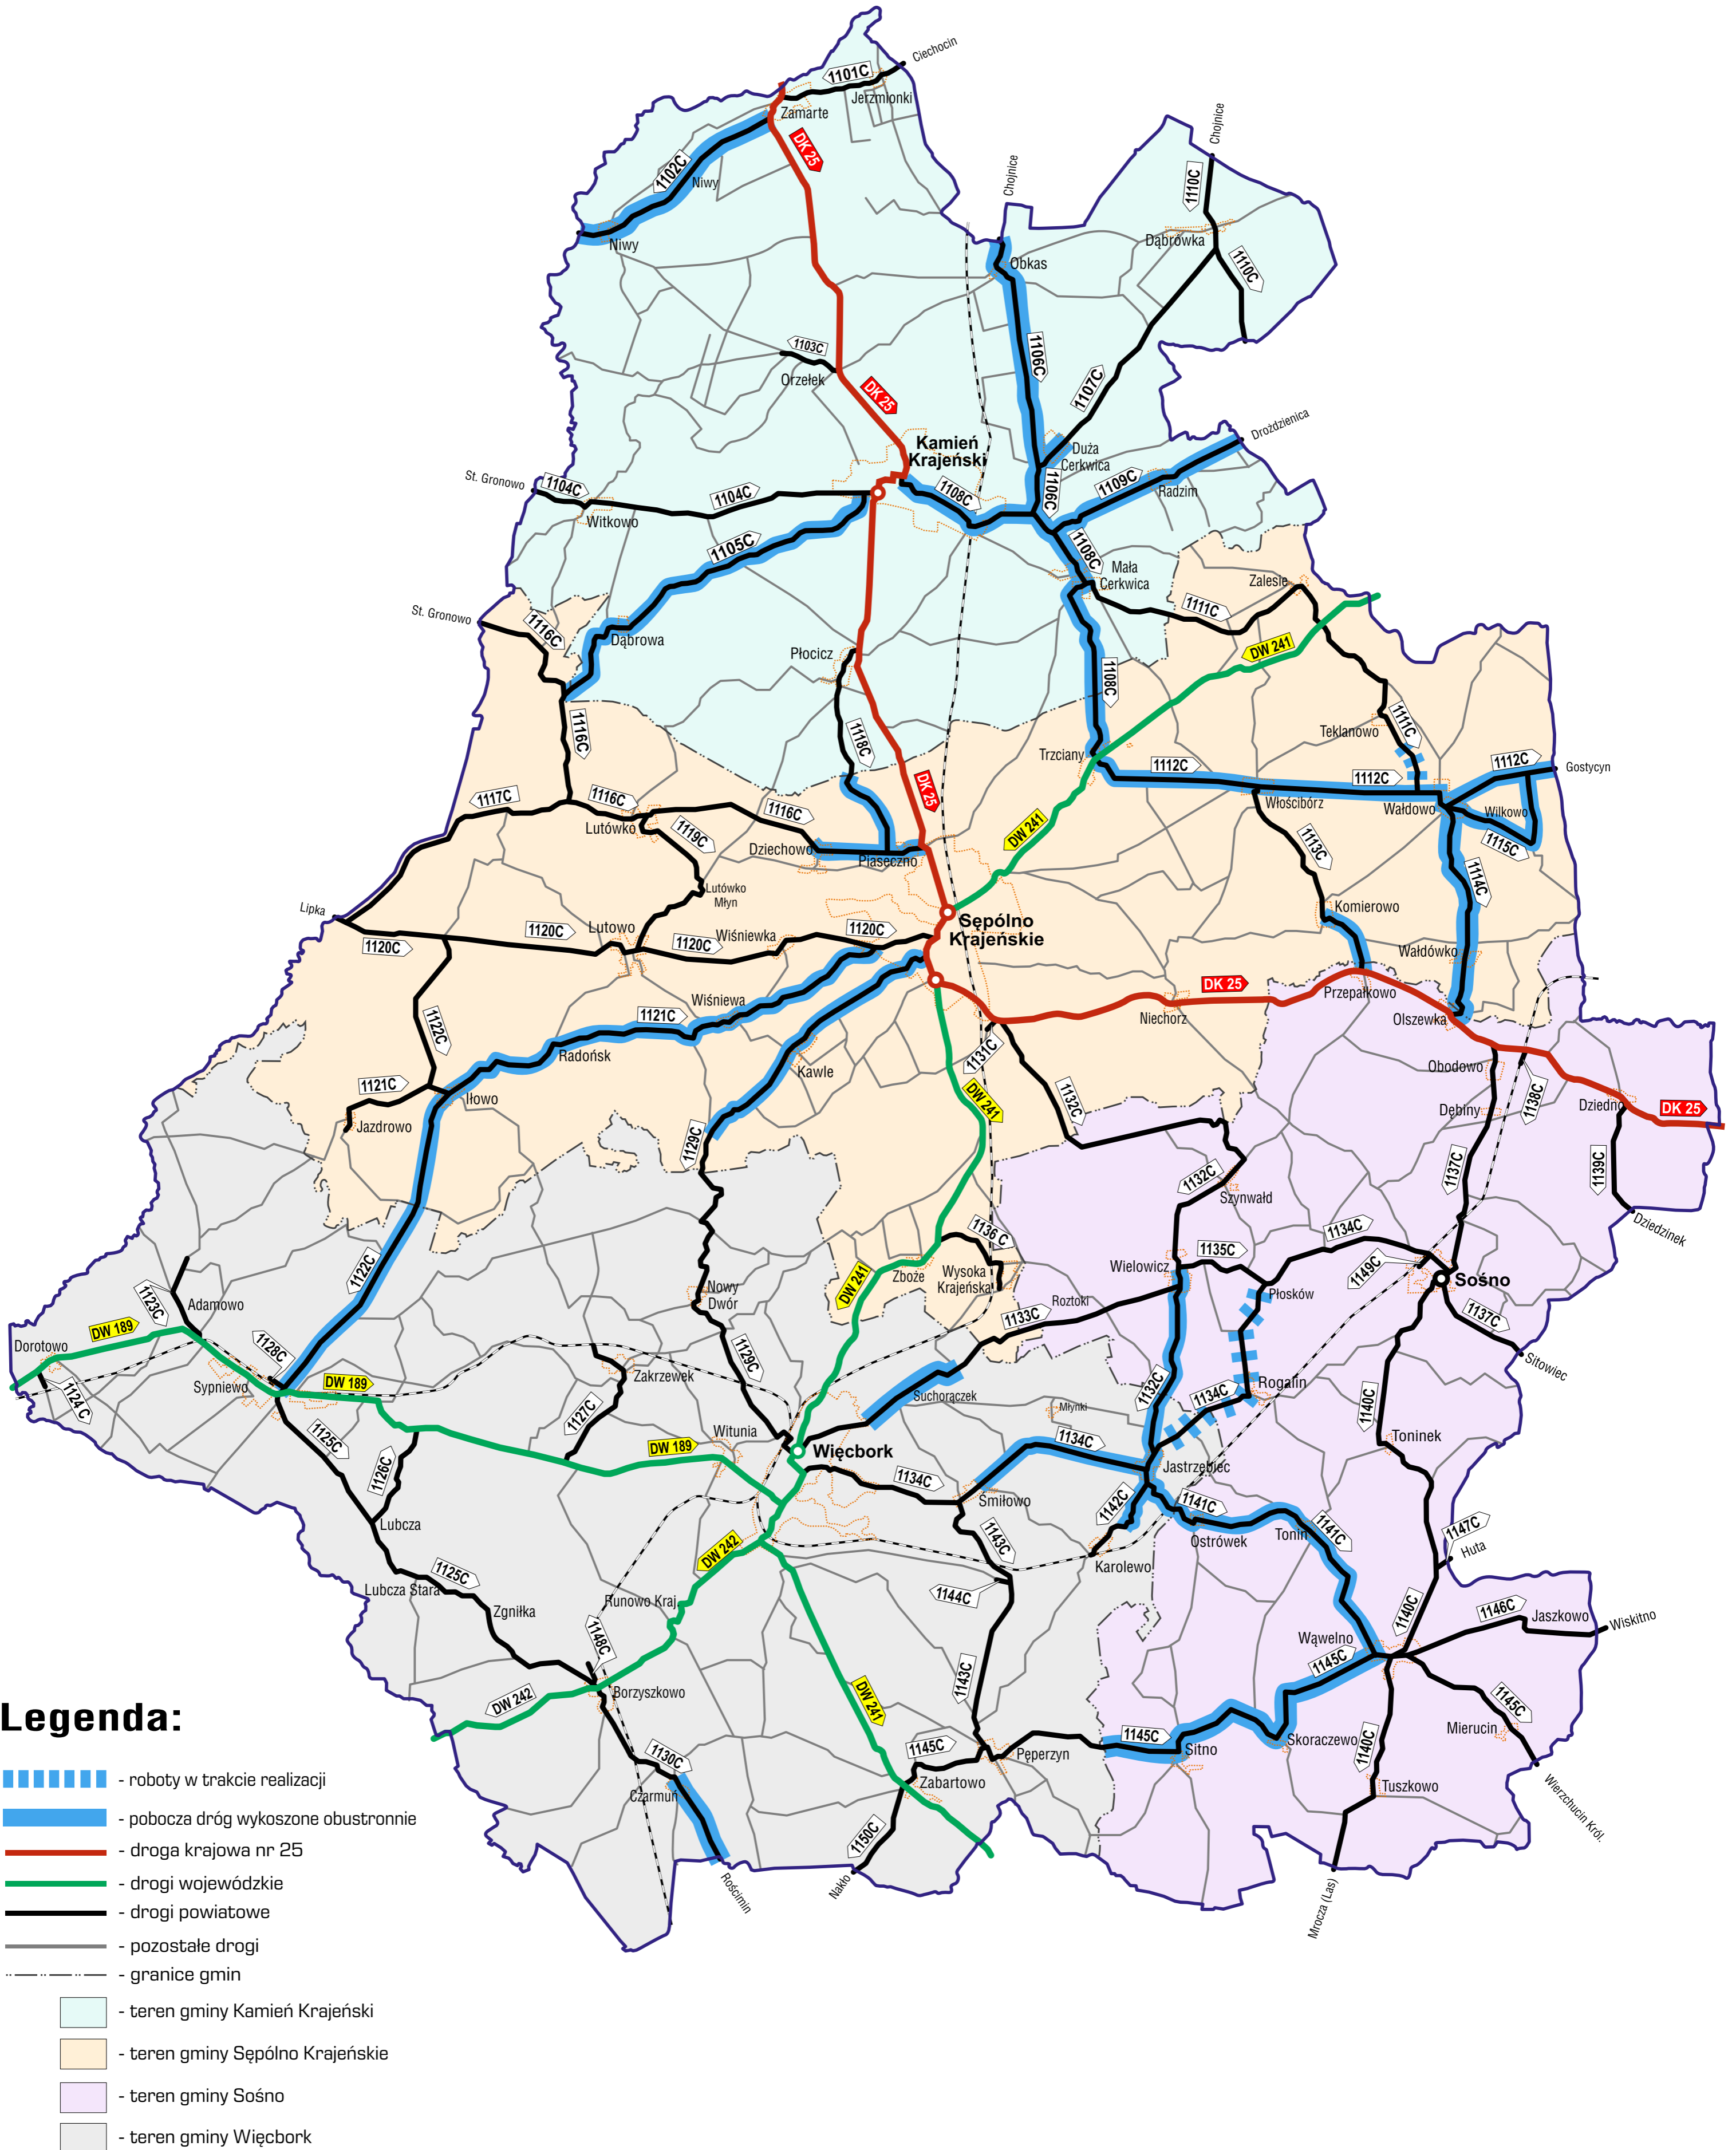 Ciechocin
1101C
Jerzmionki
Zamarte
DK 25
1102C
Niwy
Niwy
Chojnice
Chojnice
1110C
Dąbrówka
1110C
Obkas
1106C
1103C
Orzełek
1107C
DK 25
Kamień
Krajeński
Duża
Cerkwica
Drożdzienica
St. Gronowo
1104C
1104C
Witkowo
1108C
1106C
1109C
Radzim
1105C
1108C
Mała
Cerkwica
Zalesie
St. Gronowo
1116C
Dąbrowa
1111C
DW 241
Płocicz
1108C
1116C
1118C
Teklanowo
1111C
Trzciany
1112C
1112C
1112C
Gostycyn
DK 25
1117C
1116C
1116C
Lutówko
1119C
Dziechowo
Piaseczno
DW 241
Włościbórz
Wałdowo
Wilkowo
1113C
1115C
1114C
Lutówko
Młyn
Lipka
Komierowo
1120C
1120C
Lutowo
1120C
Wiśniewka
1120C
Sępólno
Krajeńskie
Wałdówko
DK 25
Przepałkowo
Niechorz
Olszewka
Wiśniewa
1121C
1122C
Radońsk
Kawle
1131C
1121C
Iłowo
Jazdrowo
DW 241
1132C
Obodowo
Dębiny
1138C
Dziedno
DK 25
1129C
1137C
1139C
1132C
Szynwałd
Dziedzinek
1136 C
1134C
1135C
Wielowicz
1149C
Sośno
1122C
Zboże
Wysoka
Krajeńska
DW 241
Nowy
Dwór
Płosków
1123C
Adamowo
Roztoki
1133C
1137C
DW 189
Dorotowo
Sitowiec
1128C
1129C
Zakrzewek
1124 C
Sypniewo
DW 189
Suchorączek
1132C
1134C
Rogalin
1140C
Młynki
1127C
1125C
DW 189
Witunia
Więcbork
1134C
Toninek
Jastrzębiec
1126C
1134C
Śmiłowo
1142C
1141C
Lubcza
1143C
Ostrówek
Tonin
1141C
1147C
Huta
DW 242
Karolewo
1125C
Lubcza Stara
1144C
Runowo Kraj.
Zgniłka
1140C
1146C
Jaszkowo
Wiskitno
1148C
Wąwelno
1145C
1143C
DW 242
Borzyszkowo
DW 241
1145C
Mierucin
1145C
1145C
Pęperzyn
Sitno
Skoraczewo
1140C
1130C
Zabartowo
Tuszkowo
Czarmuń
Wierzchucin Król.
1150C
Rościmin
Nakło
Mrocza (Las)
Legenda:
- roboty w trakcie realizacji
- pobocza dróg wykoszone obustronnie
- droga krajowa nr 25
- drogi wojewódzkie
- drogi powiatowe
- pozostałe drogi
- granice gmin
- teren gminy Kamień Krajeński
- teren gminy Sępólno Krajeńskie
- teren gminy Sośno
- teren gminy Więcbork